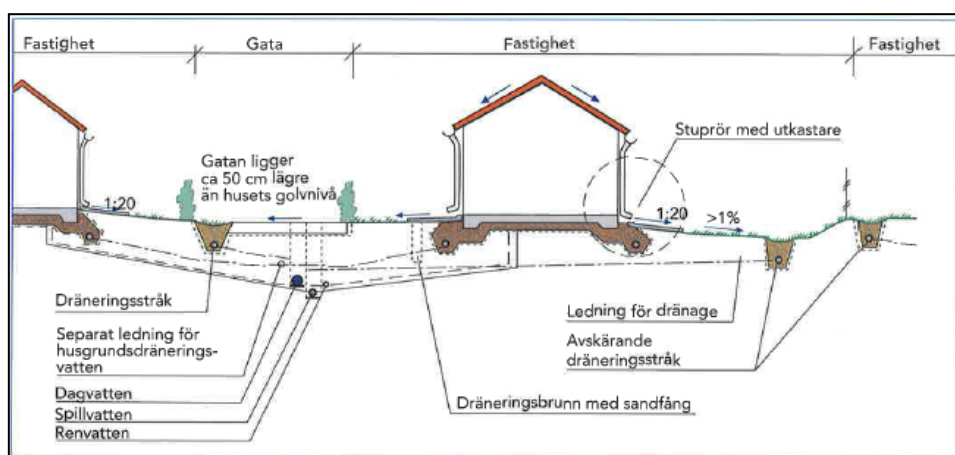 Fastighet
Gata
Fastighet
Fastighet
Stuprör med utkastare
Gatan ligger
ca 50 cm lägre
än husets golvnivå
1:20
1:20
>1%
Dräneringsstråk
Ledning för dränage
Separat ledning för
husgrundsdränerings-
vatten
Avskärande
dräneringsstråk
Dagvatten
Dräneringsbrunn med sandfång
Spillvatten
Renvatten